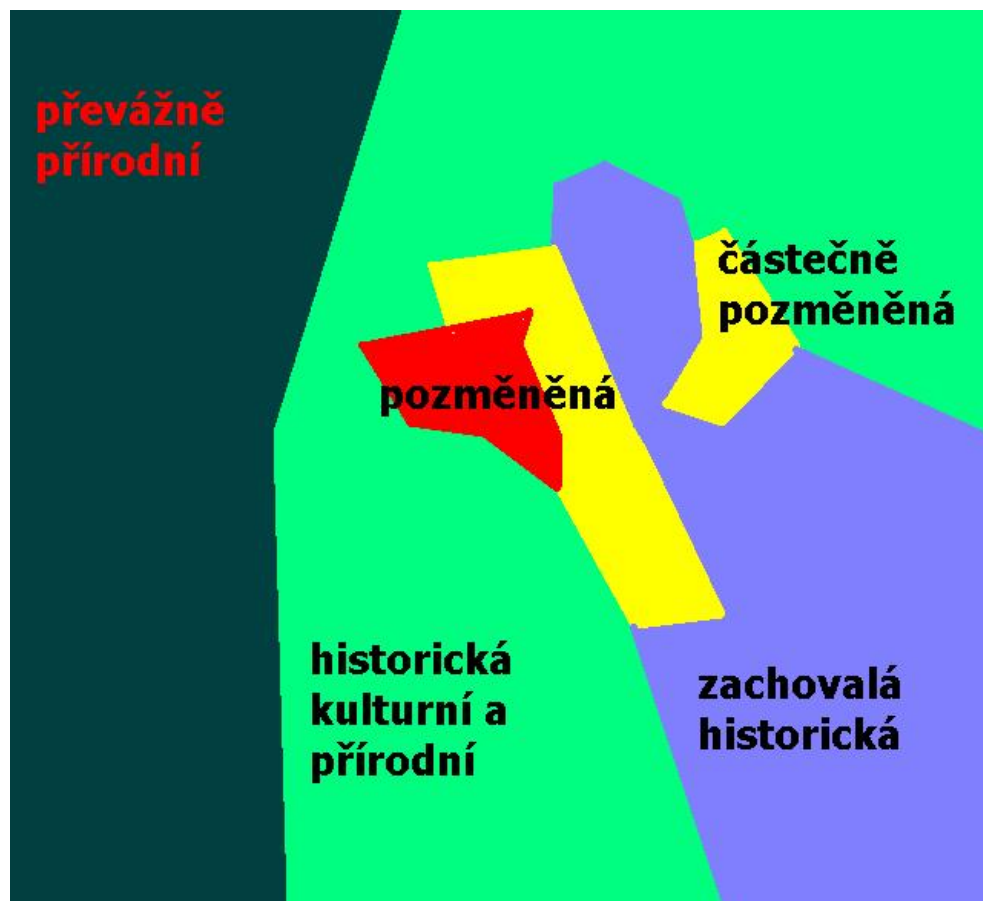 převážně
přírodní
částečně
pozměněná
pozměněná
historická
kulturní a
přírodní
zachovalá
historická